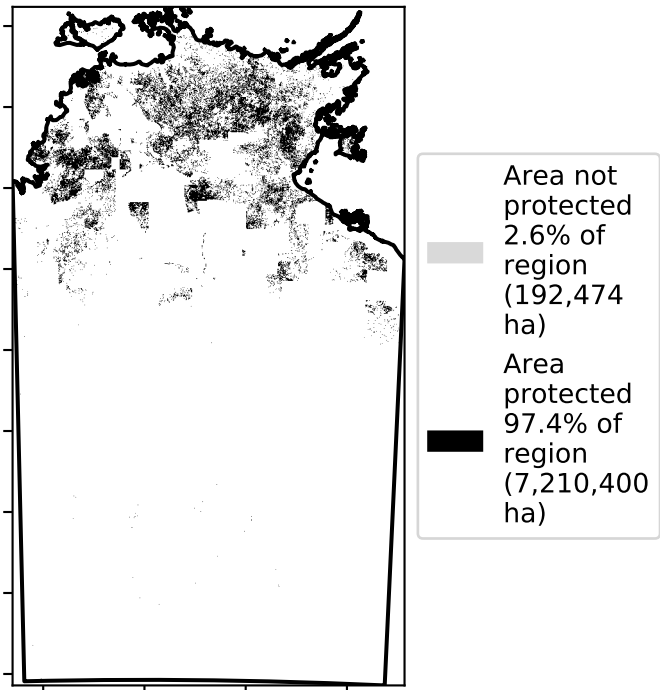 Area not
protected
2.6% of
region
(192,474
ha)
Area
protected
97.4% of
region
(7,210,400
ha)